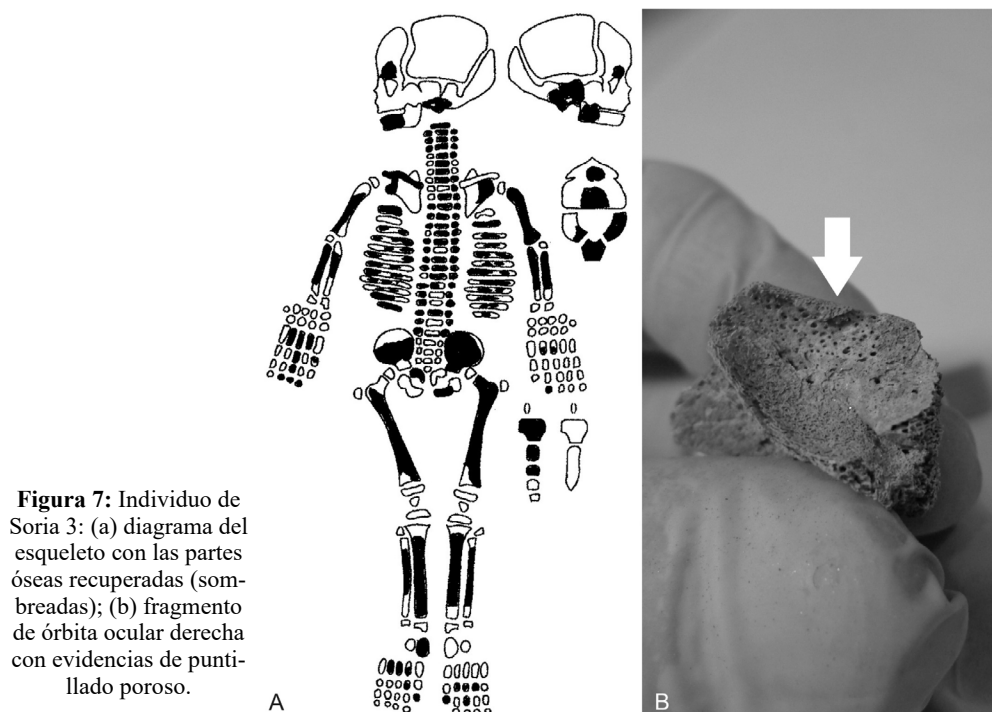 Figura 7: Individuo de
Soria 3: (a) diagrama del
esqueleto con las partes
óseas recuperadas (som-
breadas); (b) fragmento
de órbita ocular derecha
con evidencias de punti-
llado poroso.
A
B